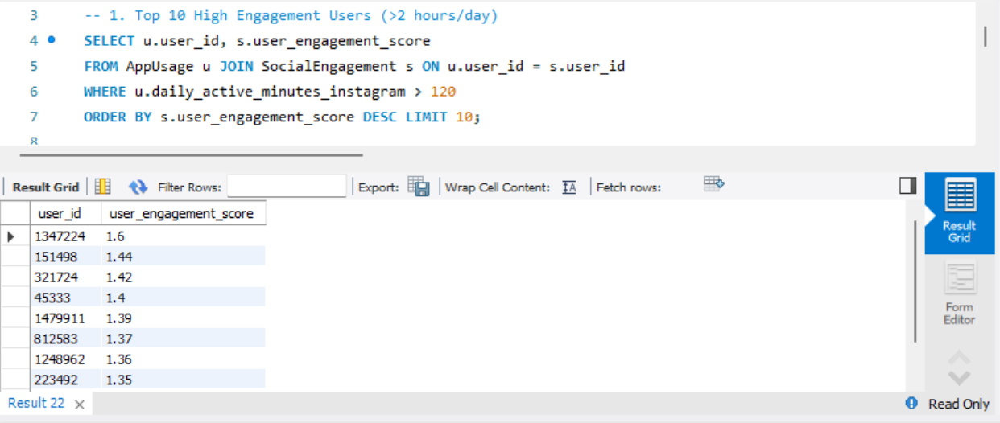 3 -- 1. Top 10 High Engagement Users (>2 hours/day)
4 SELECT u.user_id, s.user_engagement_score
5 FROM AppUsage u JOIN SocialEngagement s ON u.user_id = s.user_id
6 WHERE u.daily_active_minutes_instagram > 120
7 ORDER BY s.user_engagement_score DESC LIMIT 10;
8
Result Grid Filter Rows: Export: Wrap Cell Content: Fetch rows:
user_id user_engagement_score
1347224 1.6
151498 1.44
321724 1.42
45333 1.4
1479911 1.39
812583 1.37
1248962 1.36
223492 1.35
Result
Grid
Form
Editor
Result 22 Read Only